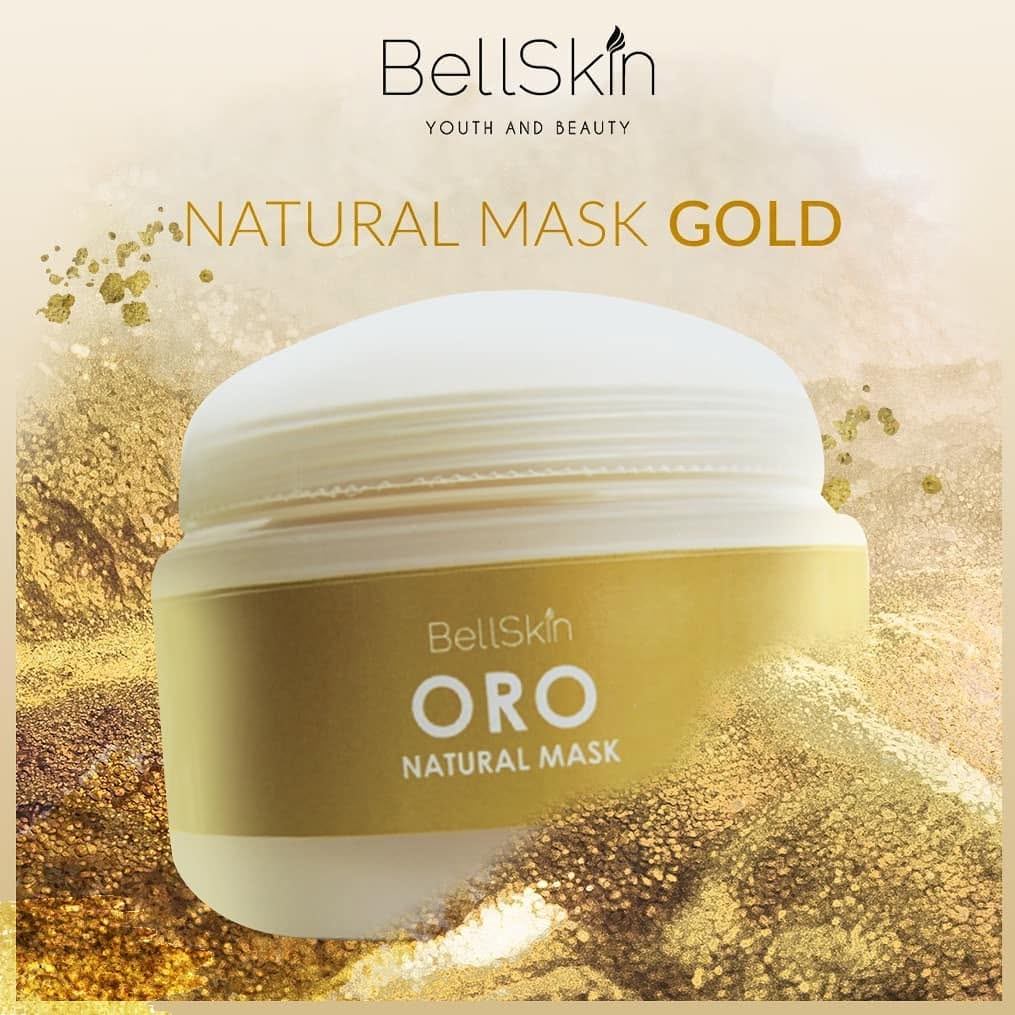 BellSkin
YOUTH AND BEAUTY
NATURAL MASK GOLD
BellSkin
ORO
NATURAL MASK